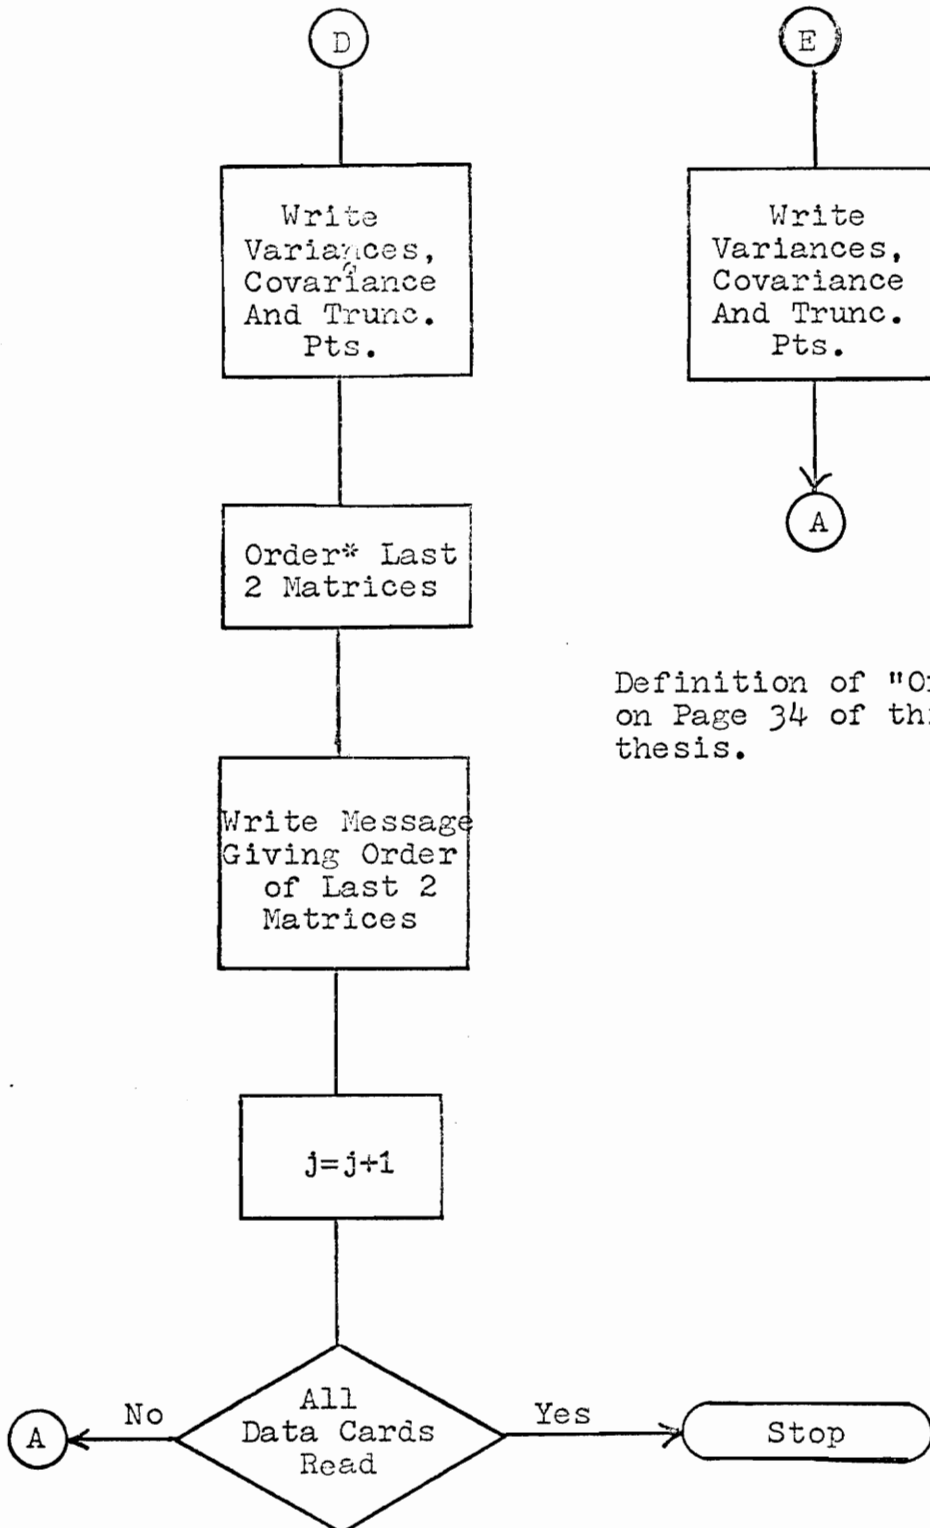 D
Write
Variances,
Covariance
And Trunc.
Pts.
Order* Last
2 Matrices
Write Message
Giving Order
of Last 2
Matrices
j=j+1
All
Data Cards
Read
No
A
Yes
Stop
E
Write
Variances,
Covariance
And Trunc.
Pts.
A
Definition of "Or
on Page 34 of thi
thesis.